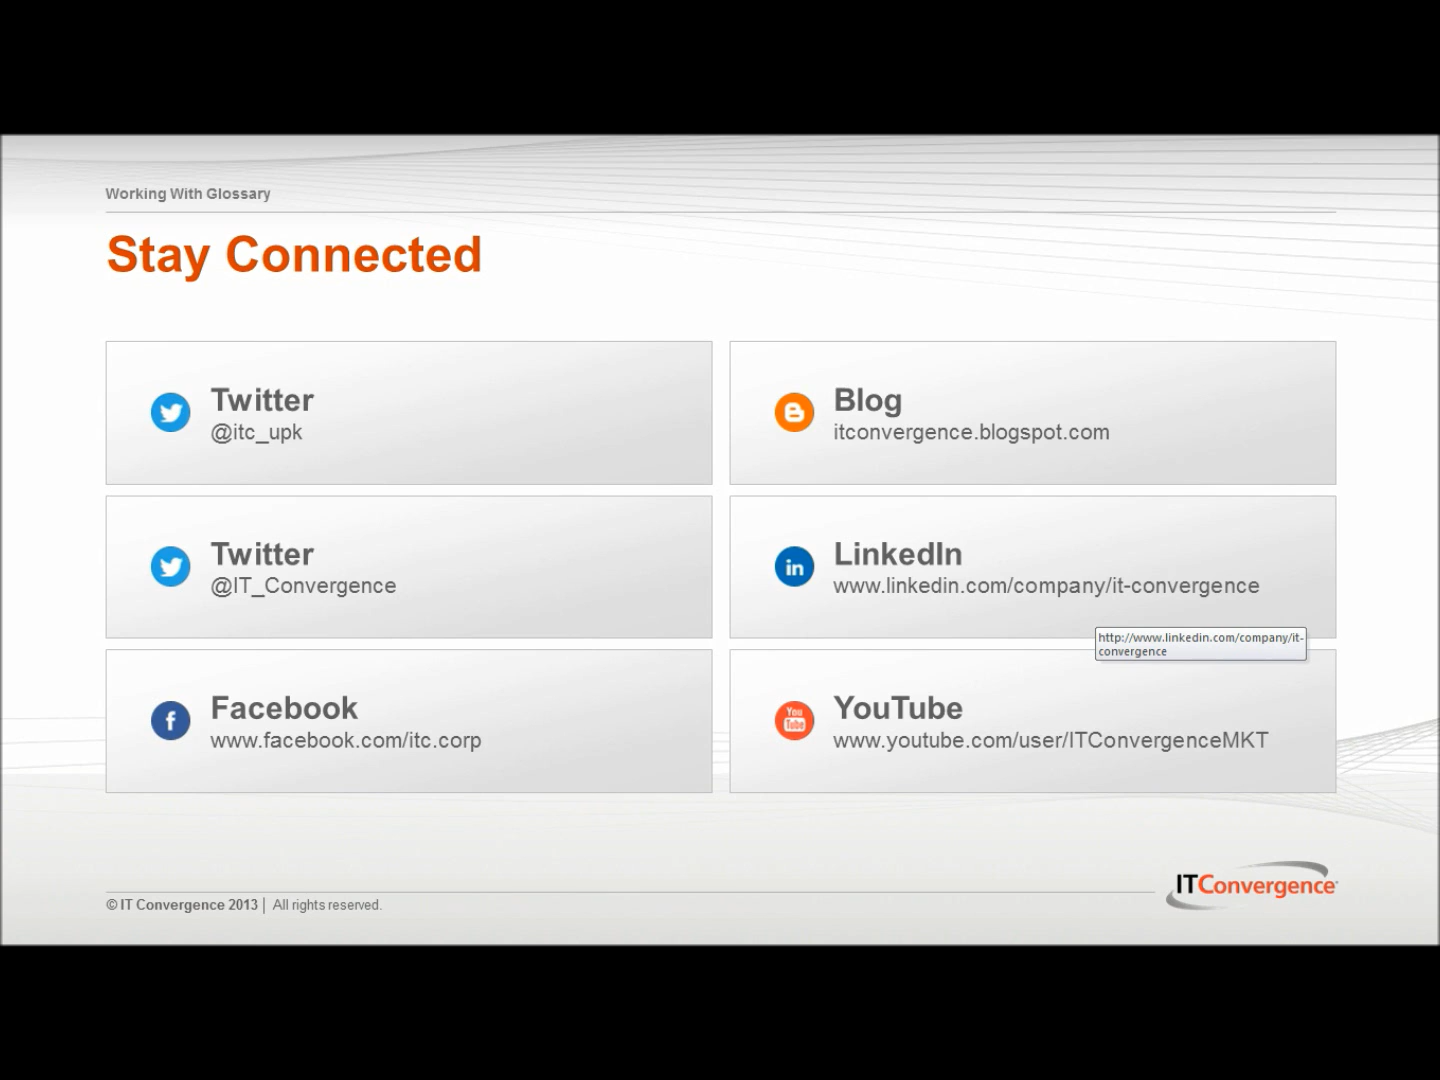 Working With Glossary
Stay Connected
Twitter
@itc_upk
Blog
itconvergence.blogspot.com
Twitter
@IT_Convergence
LinkedIn
www.linkedin.com/company/it-convergence
http://www.linkedin.com/company/it-
convergence
Facebook
www.facebook.com/itc.corp
You
Tube
YouTube
www.youtube.com/user/ITConvergenceMKT
© IT Convergence 2013 | All rights reserved.
ITConvergence